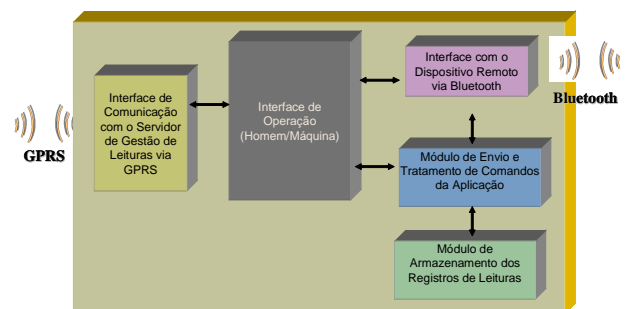 GPRS
Interface de
Comunicação
com o Servidor
de Gestão de
Leituras via
GPRS
Interface de
Operação
(Homem/Máquina)
Interface com o
Dispositivo Remoto
via Bluetooth
Bluetooth
Módulo de Envio e
Tratamento de Comandos
da Aplicação
Módulo de
Armazenamento dos
Registros de Leituras